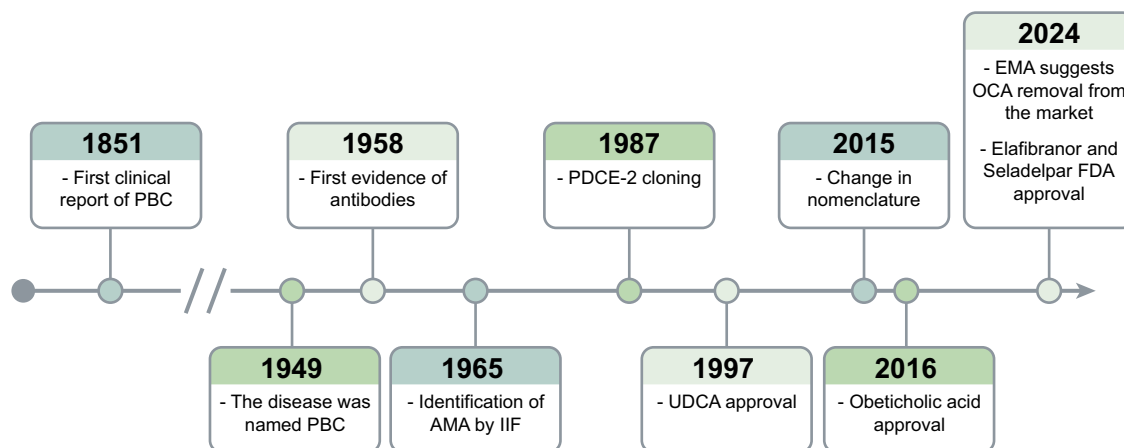 1851
- First clinical
report of PBC
1949
- The disease was
named PBC
1958
- First evidence of
antibodies
1965
- Identification of
AMA by IIF
1987
- PDCE-2 cloning
1997
- UDCA approval
2015
- Change in
nomenclature
2016
- Obeticholic acid
approval
2024
- EMA suggests
OCA removal from
the market
- Elafibranor and
Seladelpar FDA
approval